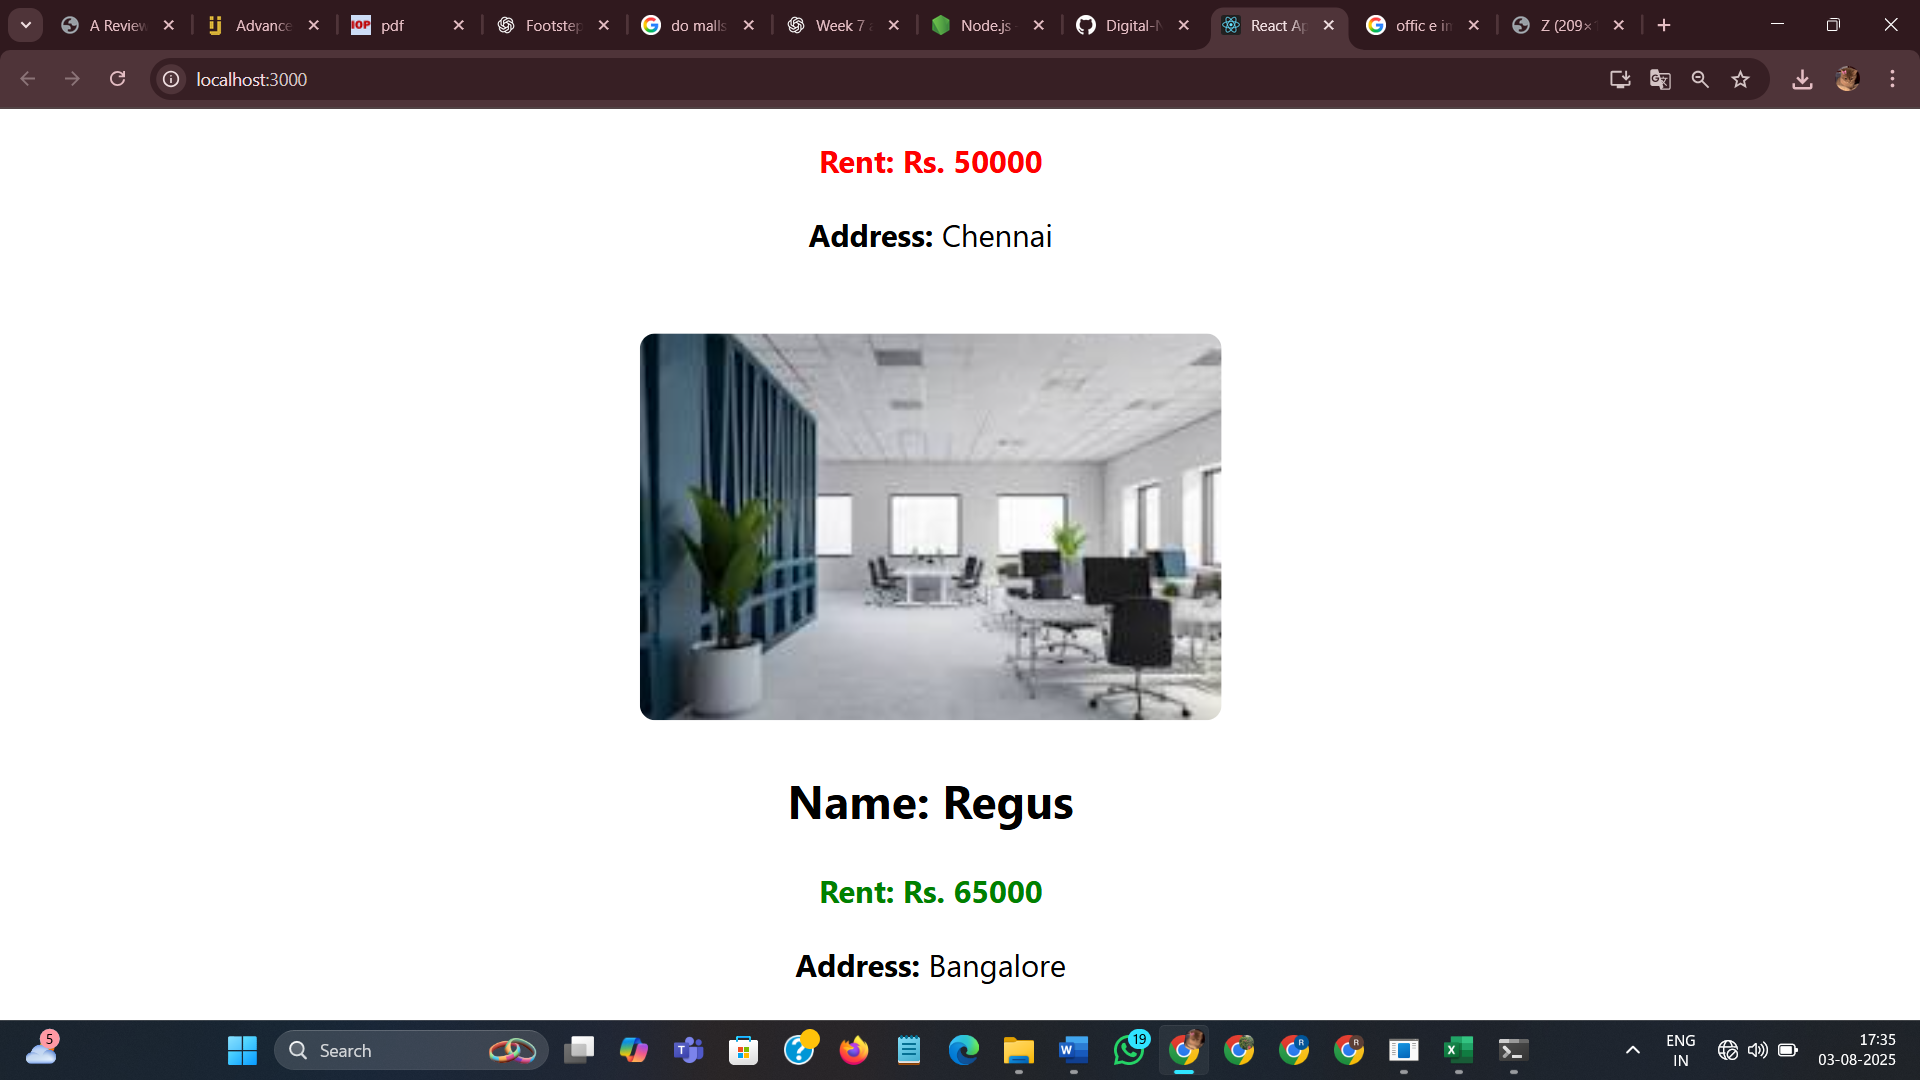 A Review
Advance
IOP pdf
Footstep
do malls
Week 7 a
Node.js
Digital-N
React Ap
offic e in
Z (209×1
localhost:3000
Rent: Rs. 50000
Address: Chennai
Name: Regus
Rent: Rs. 65000
Address: Bangalore
5
Search
19
ENG
IN
17:35
03-08-2025